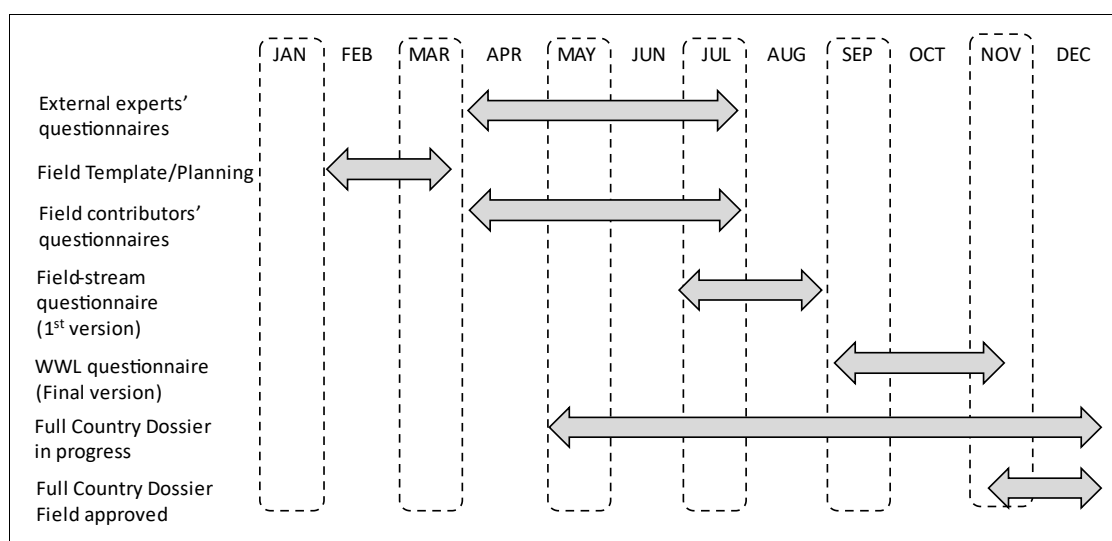 JAN FEB MAR APR MAY JUN JUL AUG SEP OCT NOV DEC
External experts’
questionnaires
Field Template/Planning
Field contributors’
questionnaires
Field-stream
questionnaire
(1st version)
WWL questionnaire
(Final version)
Full Country Dossier
in progress
Full Country Dossier
Field approved